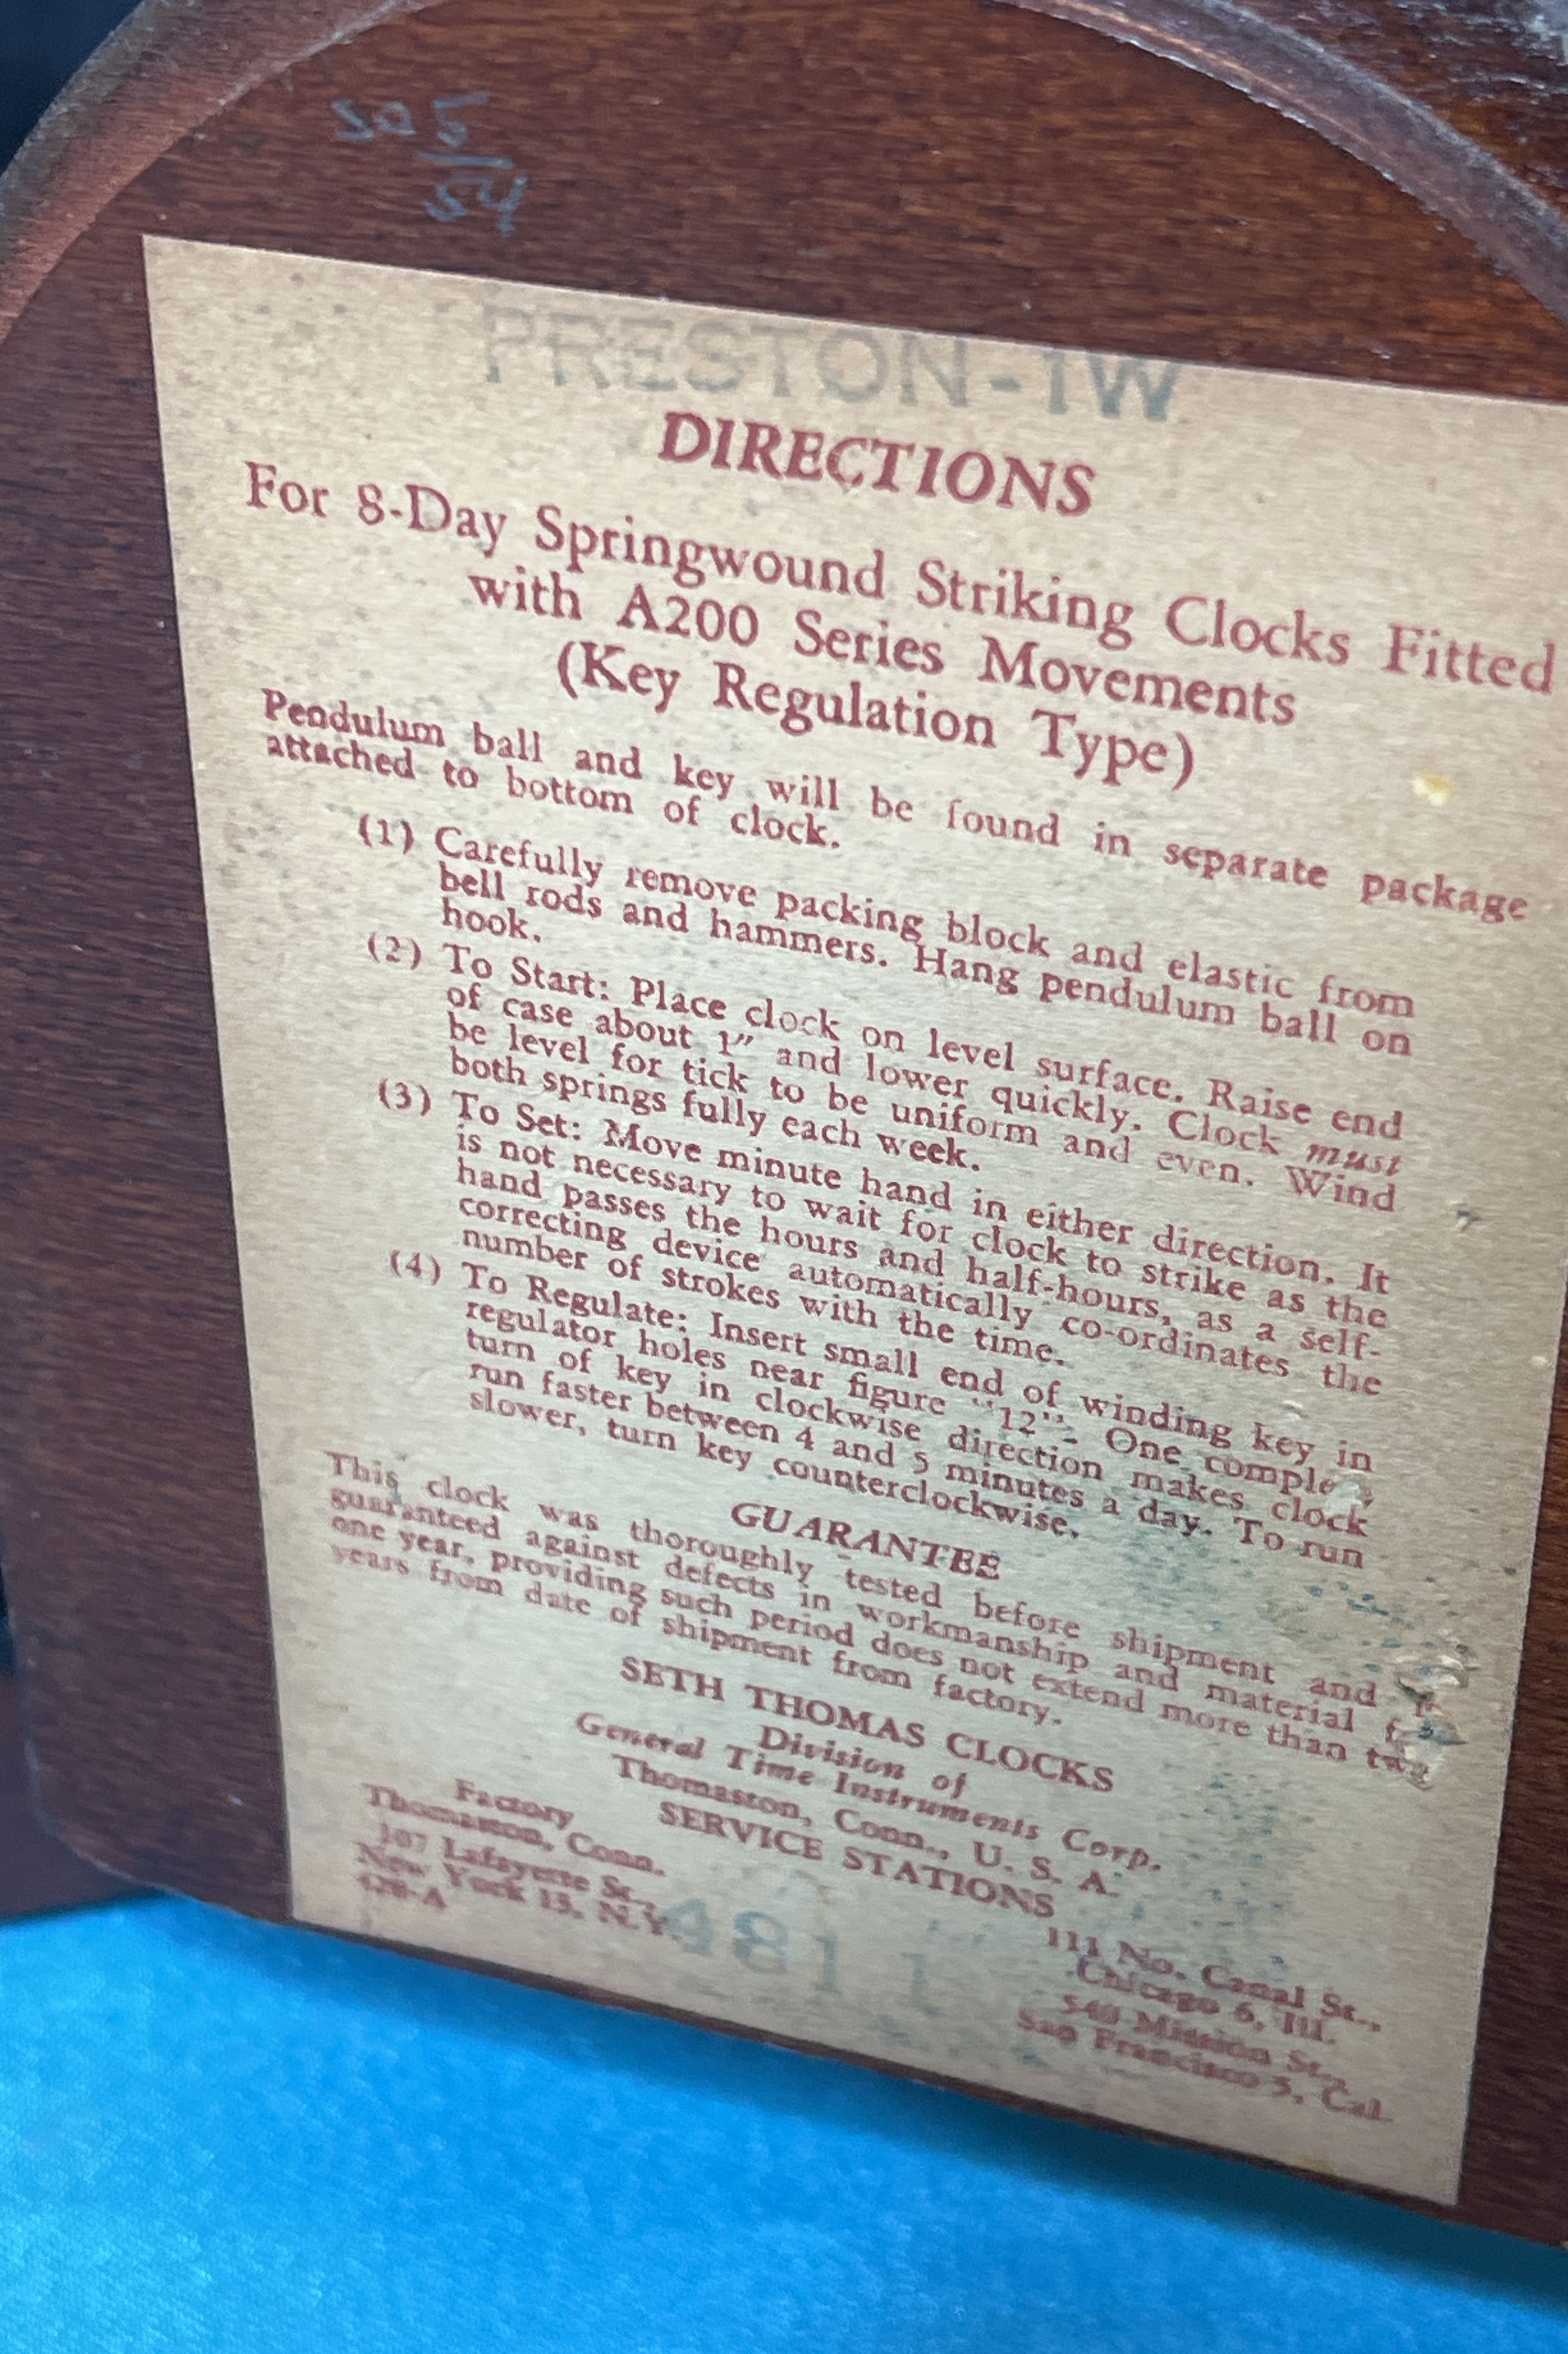 5
54
PRESTON-1W
DIRECTIONS
For 8-Day Springwound Striking Clocks Fitted
with A200 Series Movements
(Key Regulation Type)
Pendulum ball and key will be found in separate package
attached to bottom of clock.
(1) Carefully remove packing block and elastic from
bell rods and hammers. Hang pendulum ball on
hook.
(2) To Start: Place clock on level surface. Raise end
of case about 1" and lower quickly. Clock must
be level for tick to be uniform and even. Wind
both springs fully each week.
(3) To Set: Move minute hand in either direction. It
is not necessary to wait for clock to strike as the
hand passes the hours and half-hours, as a self-
correcting device automatically co-ordinates the
number of strokes with the time.
(4) To Regulate: Insert small end of winding key in
regulator holes near figure "12". One comple
turn of key in clockwise direction makes clock
run faster between 4 and 5 minutes a day. To run
slower, turn key counterclockwise.
GUARANTEE
This clock was thoroughly tested before shipment and
guaranteed against defects in workmanship and material
one year, providing such period does not extend more than two
years from date of shipment from factory.
SETH THOMAS CLOCKS
Division of
General Time Instruments Corp.
Thomaston, Conn., U. S. A.
SERVICE STATIONS
Factory
Thomaston, Conn.
107 Lafayette St.,
New York 13, N.Y.
111 No. Canal St.,
Chicago 6, Ill.
540 Mission St.,
San Francisco 5, Cal.
481 1